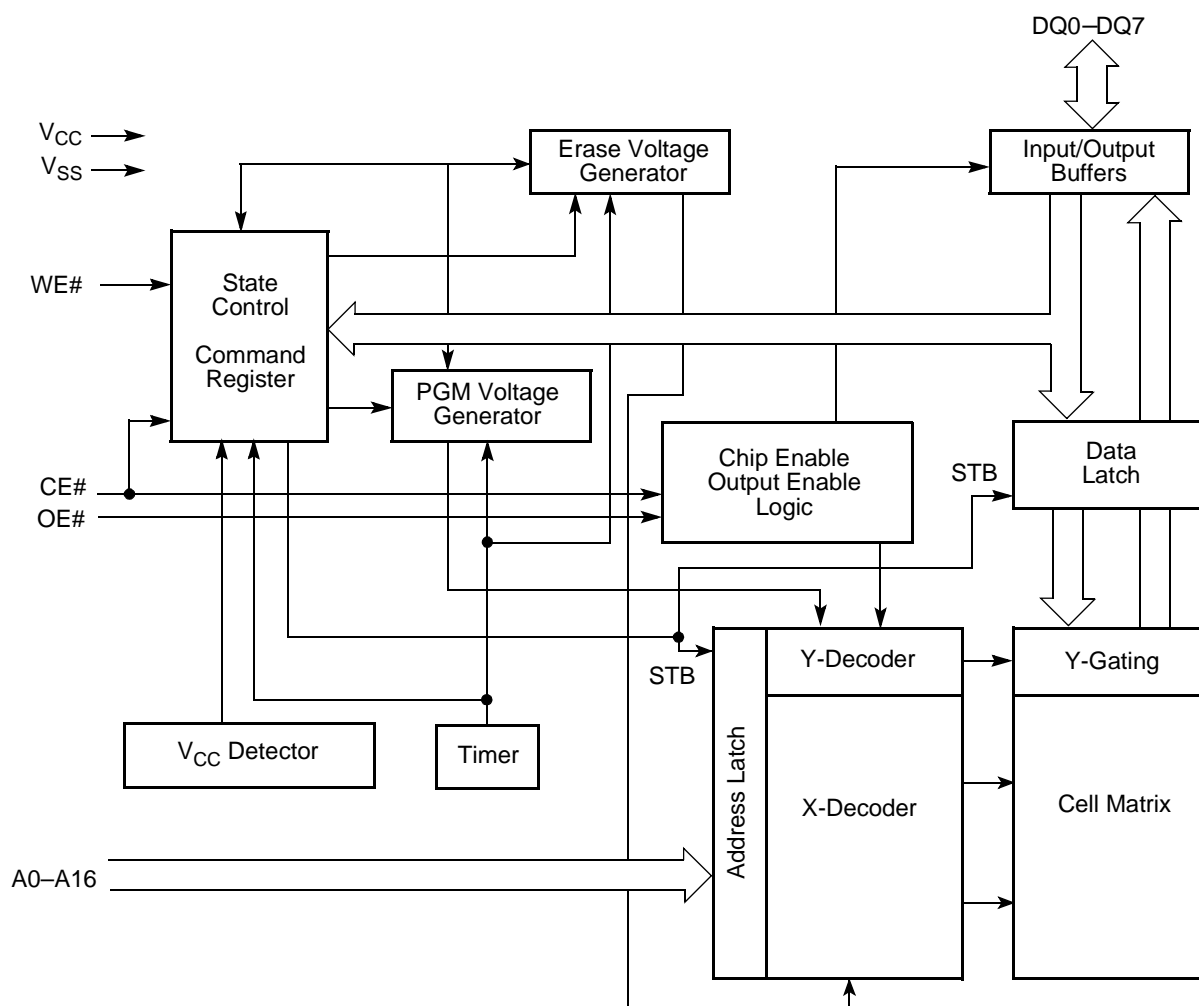 DQ0–DQ7
VCC
VSS
Erase Voltage
Generator
Input/Output
Buffers
WE#
State
Control
Command
Register
PGM Voltage
Generator
Chip Enable
Output Enable
Logic
STB
Data
Latch
CE#
OE#
STB
Y-Decoder
Y-Gating
VCC Detector
Timer
Address Latch
X-Decoder
Cell Matrix
A0–A16